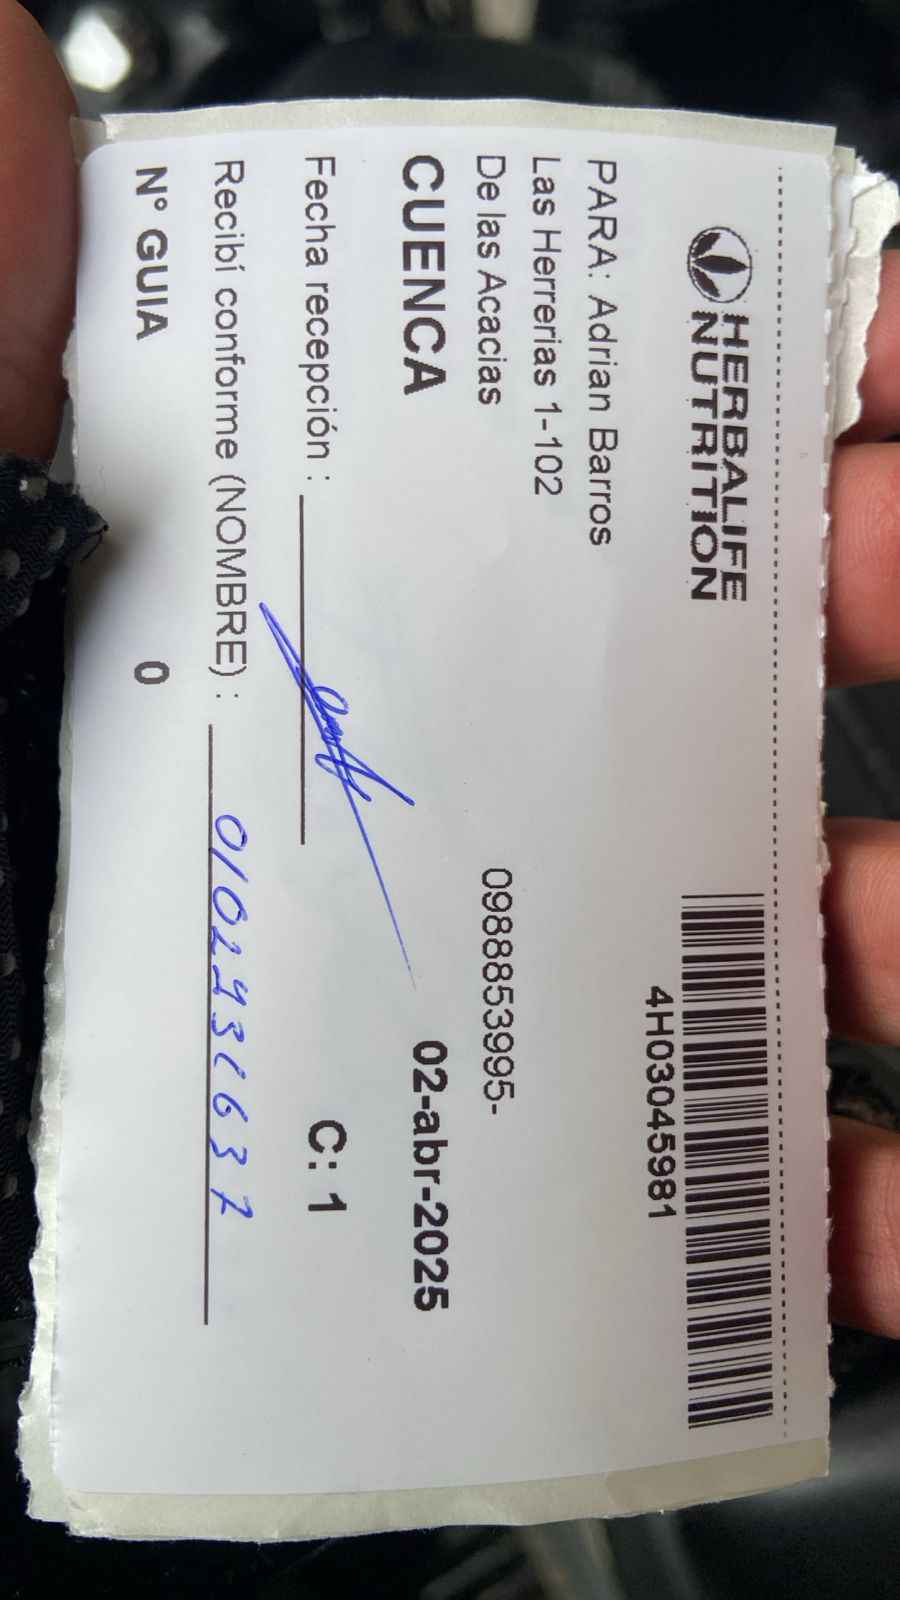 HERBALIFE
NUTRITION
4H03045981
PARA: Adrian Barros
Las Herrerias 1-102
De las Acacias
0988853995-
CUENCA
02-abr-2025
Fecha recepción :
C: 1
Recibí conforme (NOMBRE) :
N° GUIA 0